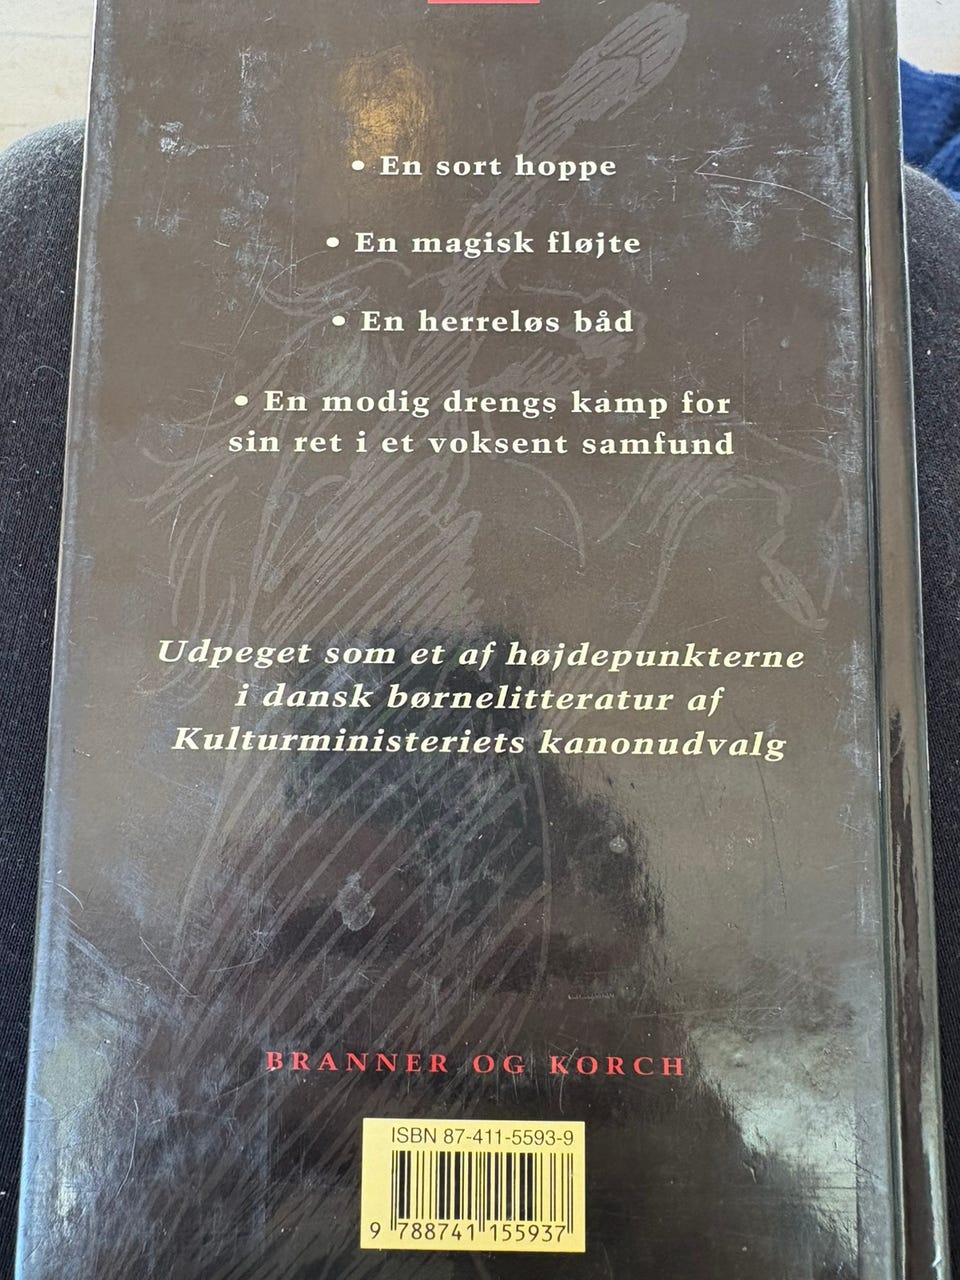 • En sort hoppe
• En magisk fløjte
• En herreløs båd
• En modig drengs kamp for
sin ret i et voksent samfund
Udpeget som et af højdepunkterne
i dansk børnelitteratur af
Kulturministeriets kanonudvalg
BRANNER OG KORCH
ISBN 87-411-5593-9
9 788741 155937